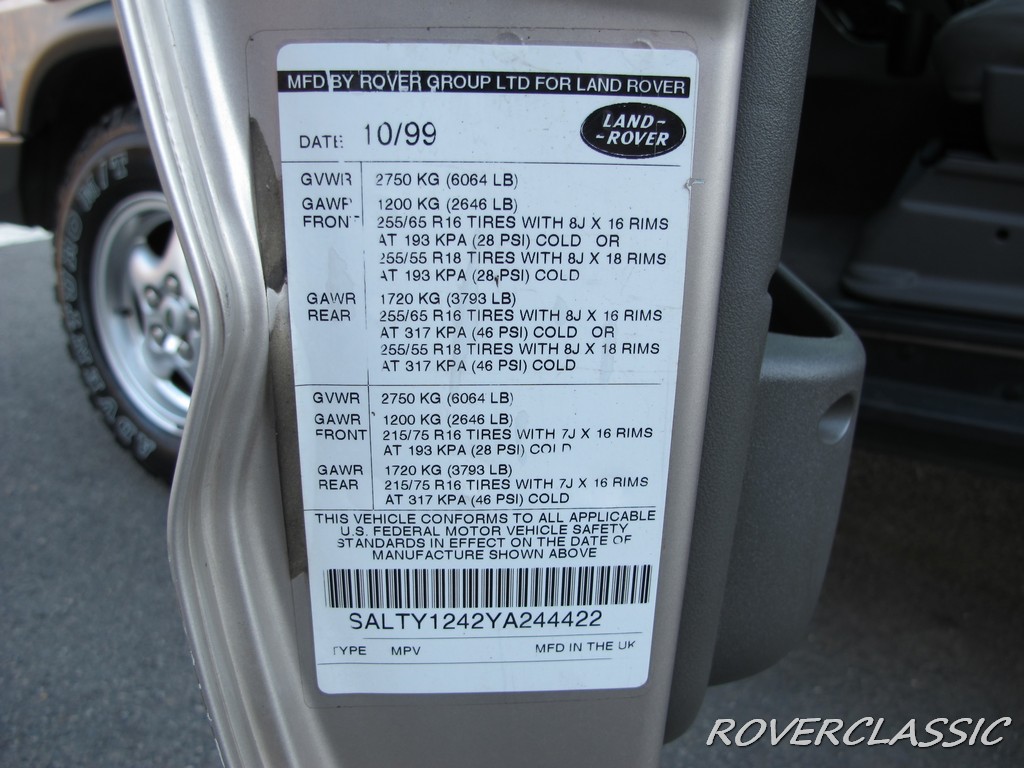 MFD BY ROVER GROUP LTD FOR LAND ROVER
DATE 10/99
LAND-
-ROVER
GVWR 2750 KG (6064 LB)
GAWR 1200 KG (2646 LB)
FRONT 255/65 R16 TIRES WITH 8J X 16 RIMS
AT 193 KPA (28 PSI) COLD OR
255/55 R18 TIRES WITH 8J X 18 RIMS
AT 193 KPA (28 PSI) COLD
GAWR 1720 KG (3793 LB)
REAR 255/65 R16 TIRES WITH 8J X 16 RIMS
AT 317 KPA (46 PSI) COLD OR
255/55 R18 TIRES WITH 8J X 18 RIMS
AT 317 KPA (46 PSI) COLD
GVWR 2750 KG (6064 LB)
GAWR 1200 KG (2646 LB)
FRONT 215/75 R16 TIRES WITH 7J X 16 RIMS
AT 193 KPA (28 PSI) COLD
GAWR 1720 KG (3793 LB)
REAR 215/75 R16 TIRES WITH 7J X 16 RIMS
AT 317 KPA (46 PSI) COLD
THIS VEHICLE CONFORMS TO ALL APPLICABLE
U.S. FEDERAL MOTOR VEHICLE SAFETY
STANDARDS IN EFFECT ON THE DATE OF
MANUFACTURE SHOWN ABOVE
SALTY1242YA244422
TYPE MPV MFD IN THE UK
ROVERCLASSIC